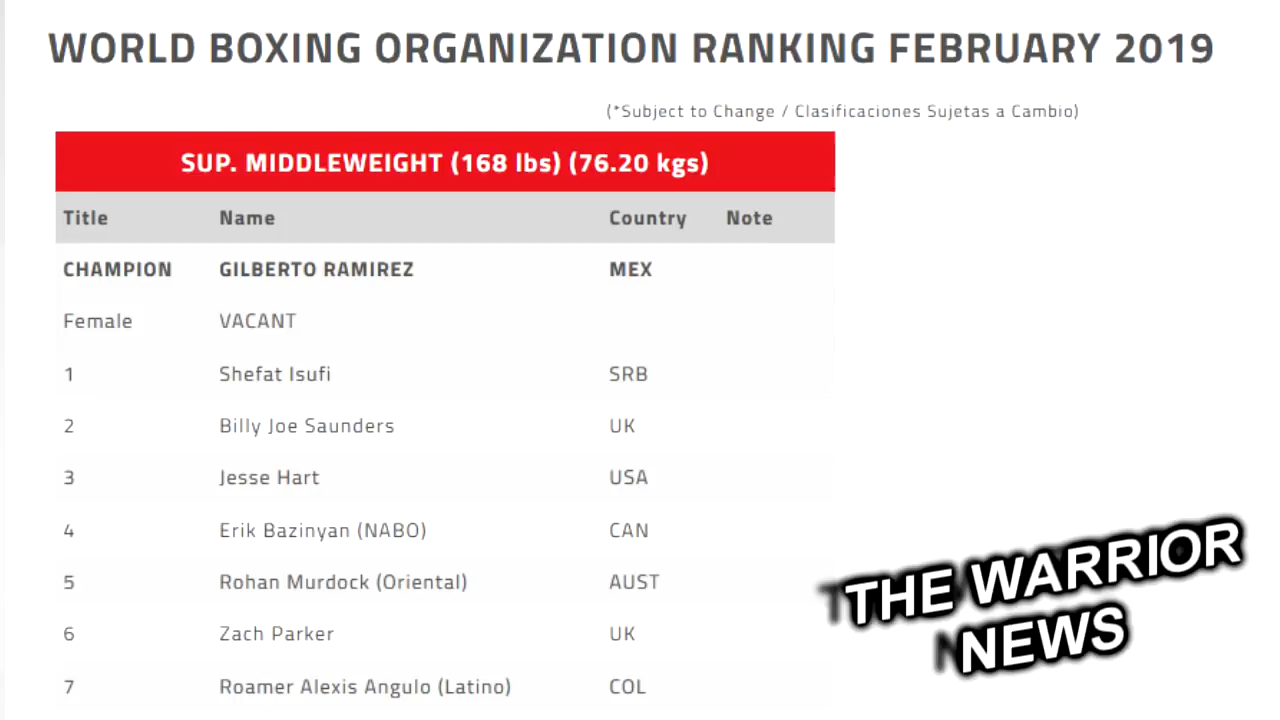 WORLD BOXING ORGANIZATION RANKING FEBRUARY 2019
(*Subject to Change / Clasificaciones Sujetas a Cambio)
SUP. MIDDLEWEIGHT (168 lbs) (76.20 kgs)
Title Name Country Note
CHAMPION GILBERTO RAMIREZ MEX
Female VACANT
1 Shefat Isufi SRB
2 Billy Joe Saunders UK
3 Jesse Hart USA
4 Erik Bazinyan (NABO) CAN
5 Rohan Murdock (Oriental) AUST
6 Zach Parker UK
7 Roamer Alexis Angulo (Latino) COL
THE WARRIOR
NEWS